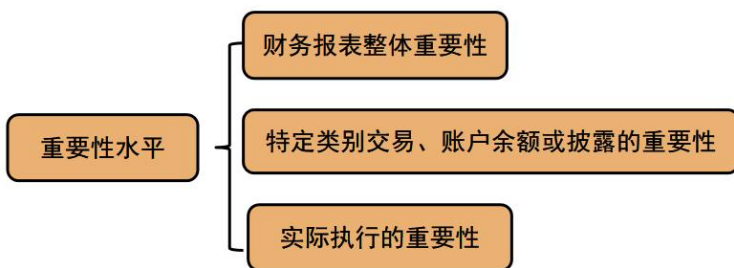 财务报表整体重要性
重要性水平
特定类别交易、账户余额或披露的重要性
实际执行的重要性